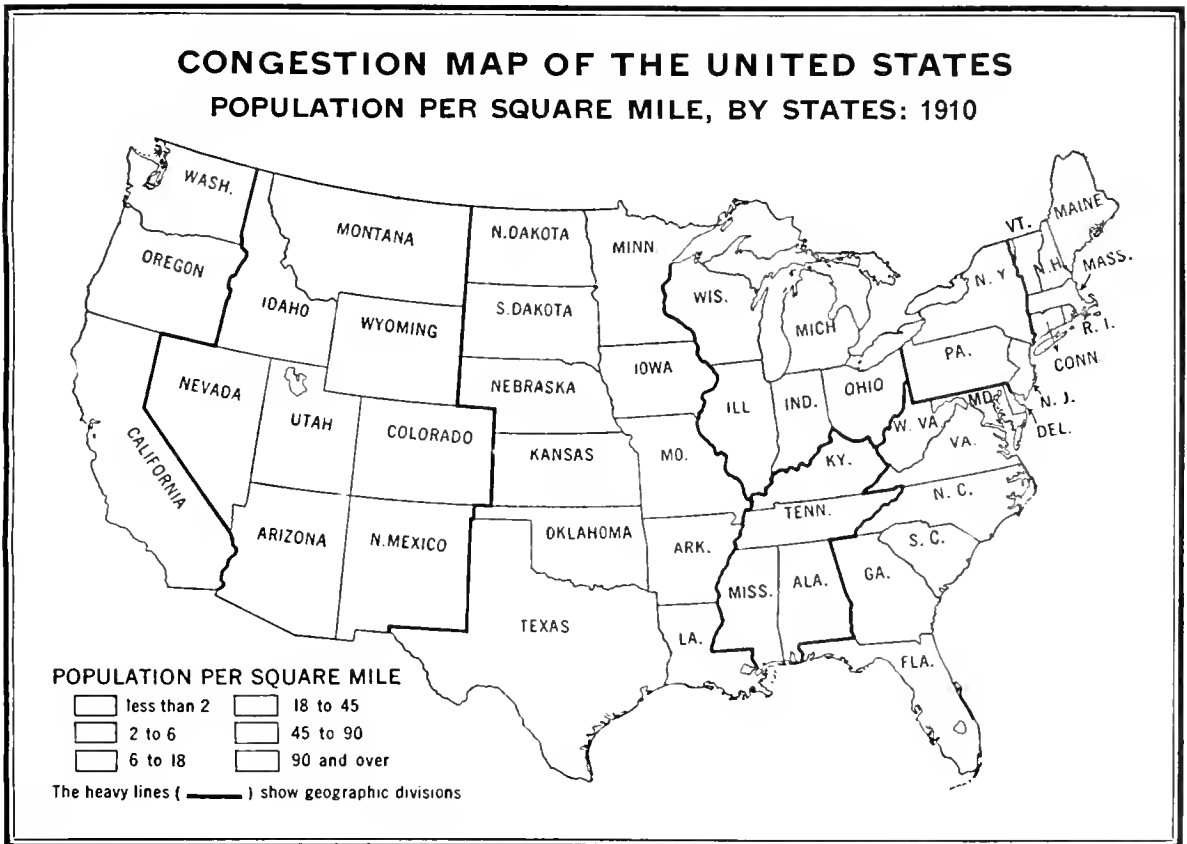 CONGESTION MAP OF THE UNITED STATES
POPULATION PER SQUARE MILE, BY STATES: 1910
WASH.
OREGON
CALIFORNIA
IDAHO
NEVADA
MONTANA
WYOMING
UTAH
COLORADO
ARIZONA
N.MEXICO
N.DAKOTA
S.DAKOTA
NEBRASKA
KANSAS
OKLAHOMA
TEXAS
MINN.
IOWA
MO.
ARK.
LA.
WIS.
ILL
MICH
IND.
OHIO
KY.
TENN.
MISS.
ALA.
GA.
FLA.
S.C.
N.C.
VA.
W. VA.
MD.
DEL.
N. J.
PA.
N. Y
CONN
R. I.
MASS.
N.H.
VT.
MAINE
POPULATION PER SQUARE MILE
less than 2
2 to 6
6 to 18
18 to 45
45 to 90
90 and over
The heavy lines ( ) show geographic divisions